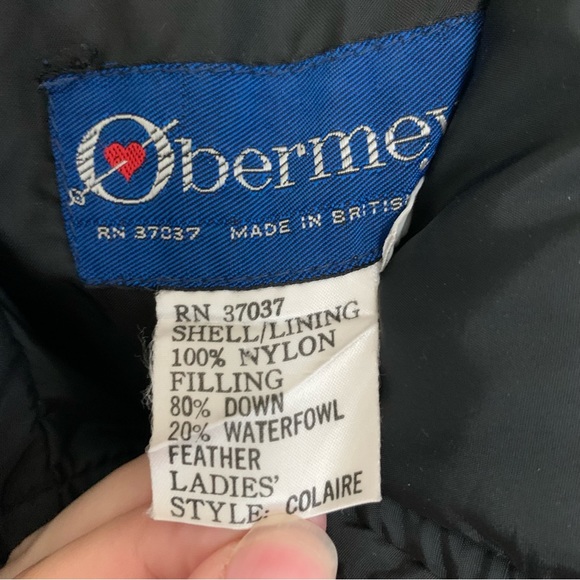 Oberme
RN 37037 MADE IN BRITIS
RN 37037
SHELL/LINING
100% NYLON
FILLING
80% DOWN
20% WATERFOWL
FEATHER
LADIES'
STYLE: COLAIRE